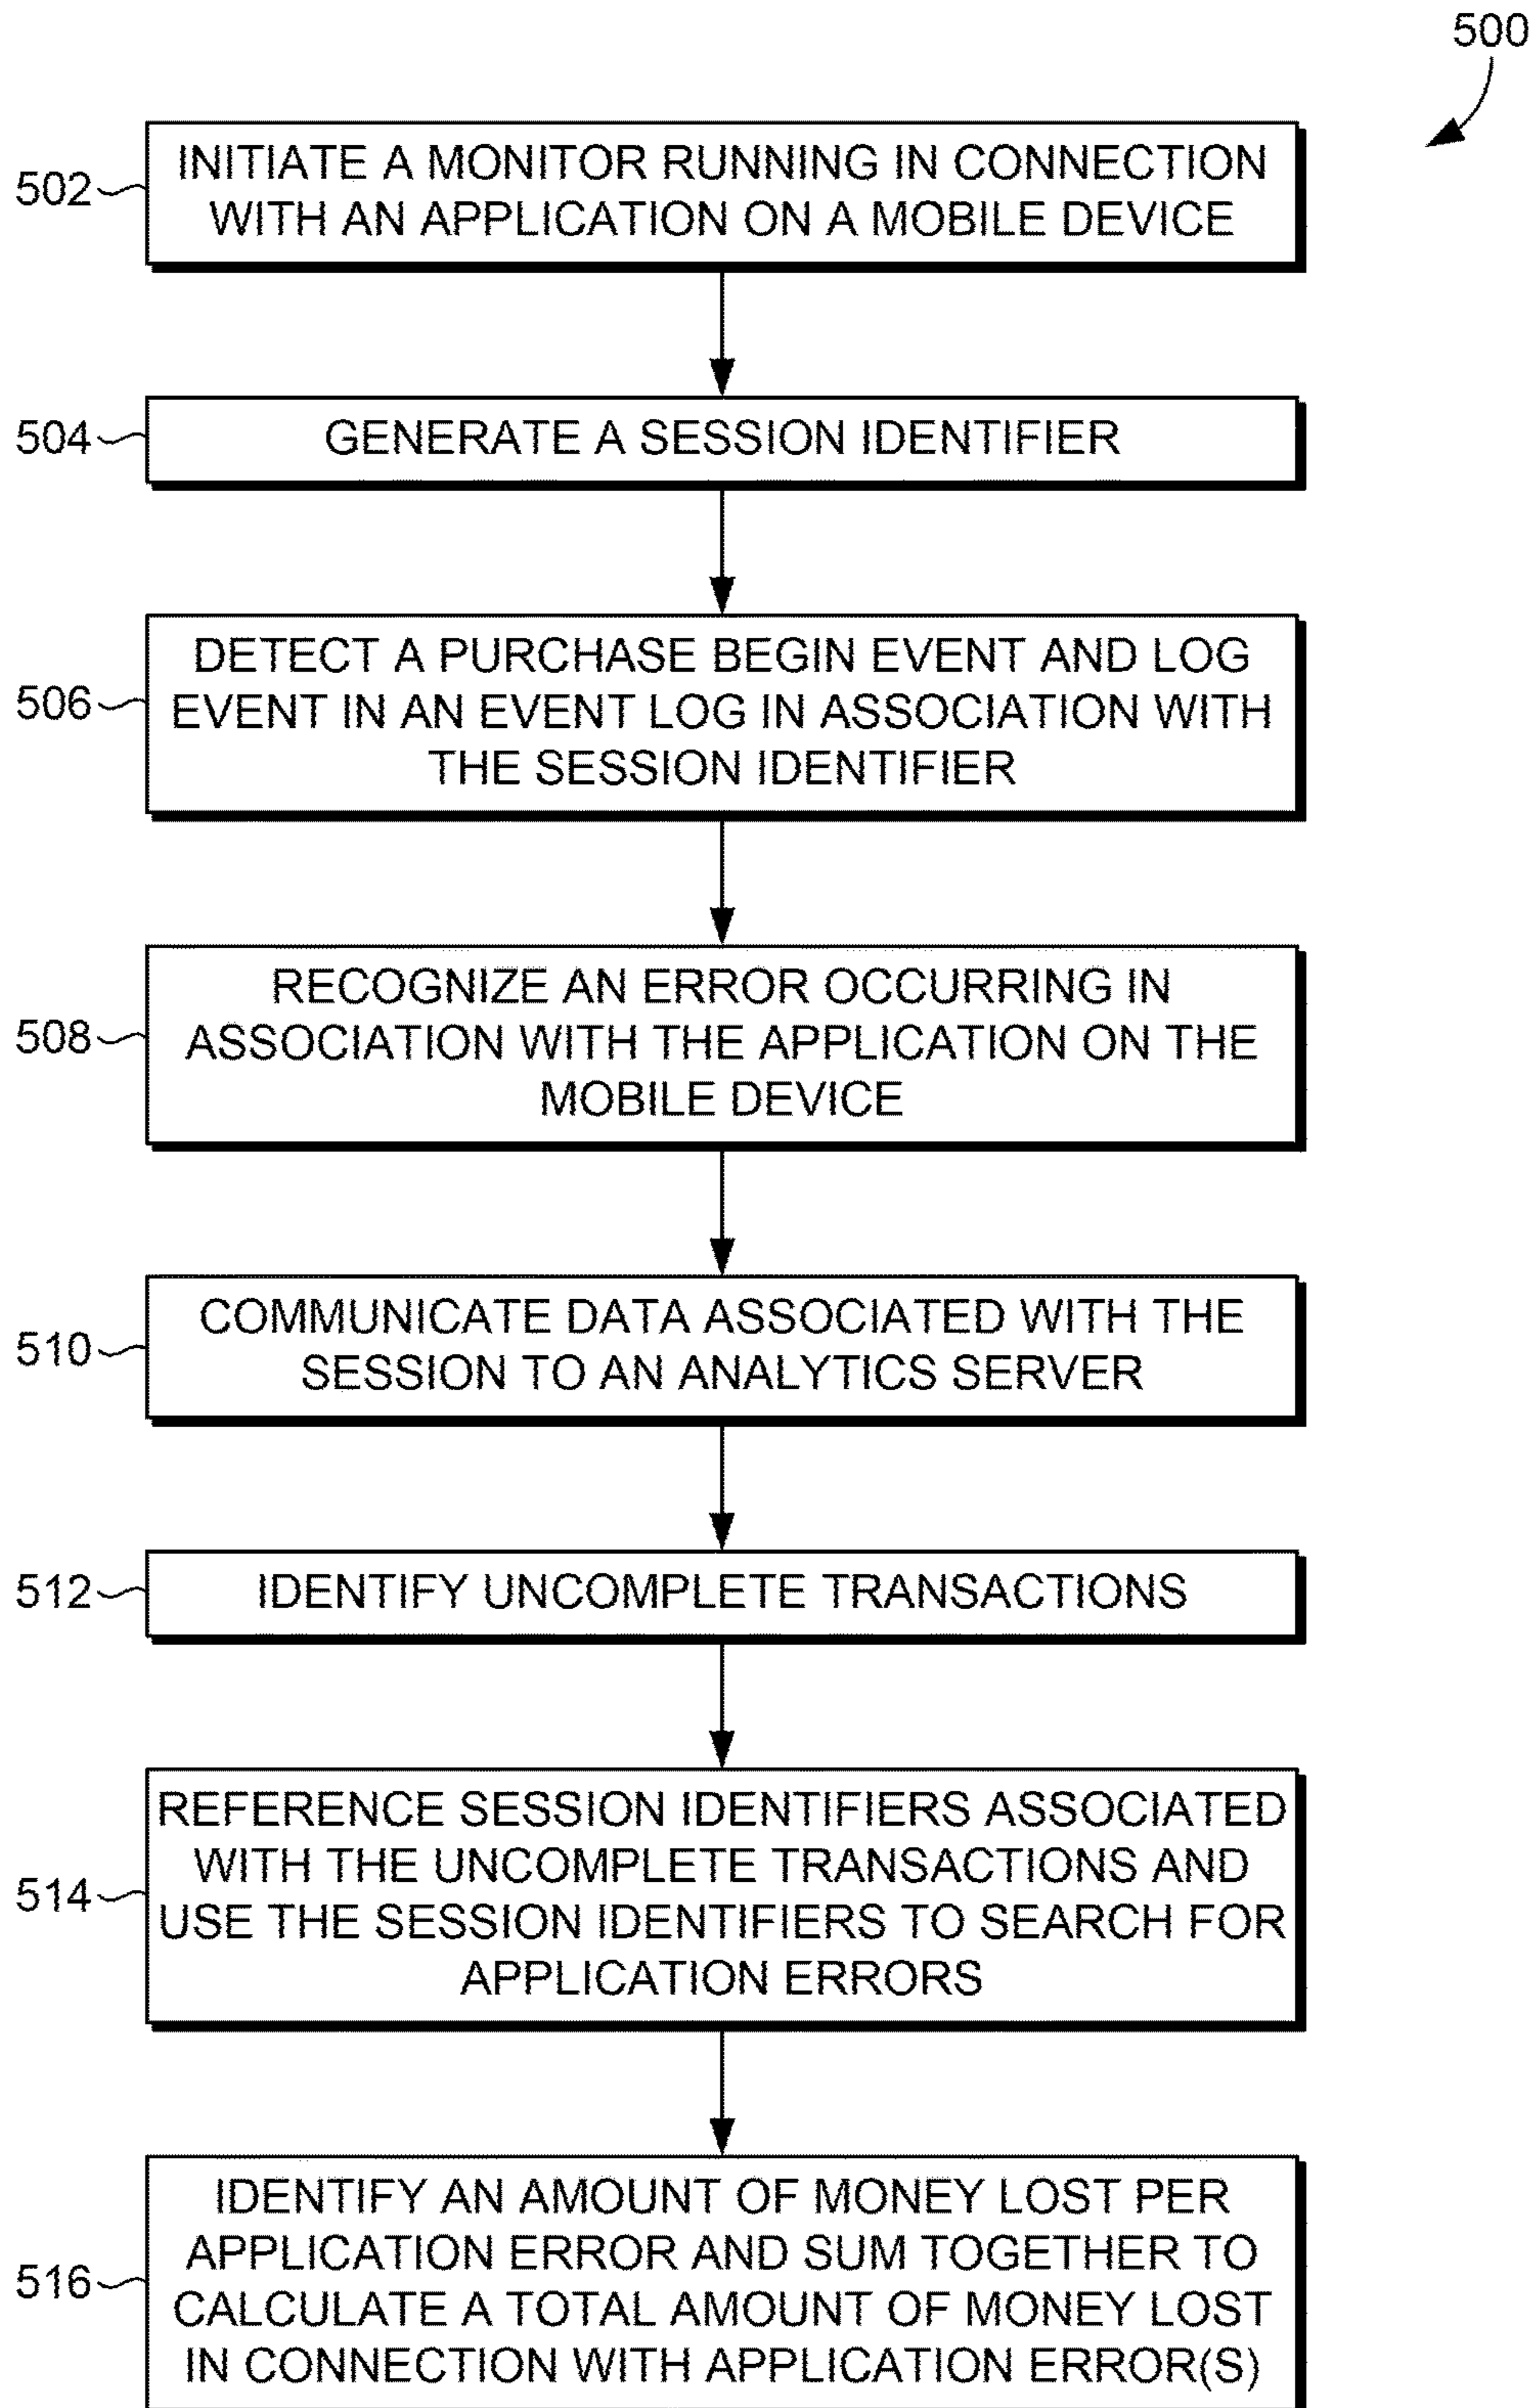 500
502
INITIATE A MONITOR RUNNING IN CONNECTION
WITH AN APPLICATION ON A MOBILE DEVICE
504
GENERATE A SESSION IDENTIFIER
506
DETECT A PURCHASE BEGIN EVENT AND LOG
EVENT IN AN EVENT LOG IN ASSOCIATION WITH
THE SESSION IDENTIFIER
508
RECOGNIZE AN ERROR OCCURRING IN
ASSOCIATION WITH THE APPLICATION ON THE
MOBILE DEVICE
510
COMMUNICATE DATA ASSOCIATED WITH THE
SESSION TO AN ANALYTICS SERVER
512
IDENTIFY UNCOMPLETE TRANSACTIONS
514
REFERENCE SESSION IDENTIFIERS ASSOCIATED
WITH THE UNCOMPLETE TRANSACTIONS AND
USE THE SESSION IDENTIFIERS TO SEARCH FOR
APPLICATION ERRORS
516
IDENTIFY AN AMOUNT OF MONEY LOST PER
APPLICATION ERROR AND SUM TOGETHER TO
CALCULATE A TOTAL AMOUNT OF MONEY LOST
IN CONNECTION WITH APPLICATION ERROR(S)